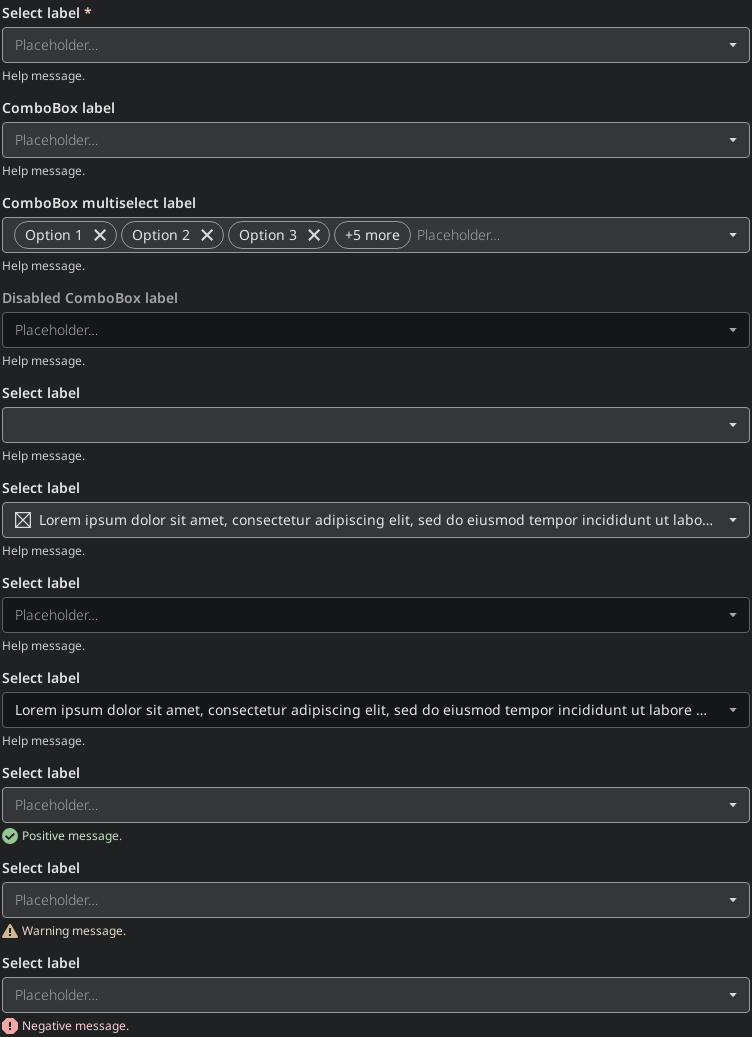 Select label *
Placeholder...
Help message.
ComboBox label
Placeholder...
Help message.
ComboBox multiselect label
Option 1 Option 2 Option 3 +5 more Placeholder...
Help message.
Disabled ComboBox label
Placeholder...
Help message.
Select label
Help message.
Select label
Lorem ipsum dolor sit amet, consectetur adipiscing elit, sed do eiusmod tempor incididunt ut labo...
Help message.
Select label
Placeholder...
Help message.
Select label
Lorem ipsum dolor sit amet, consectetur adipiscing elit, sed do eiusmod tempor incididunt ut labore ...
Help message.
Select label
Placeholder...
Positive message.
Select label
Placeholder...
Warning message.
Select label
Placeholder...
Negative message.